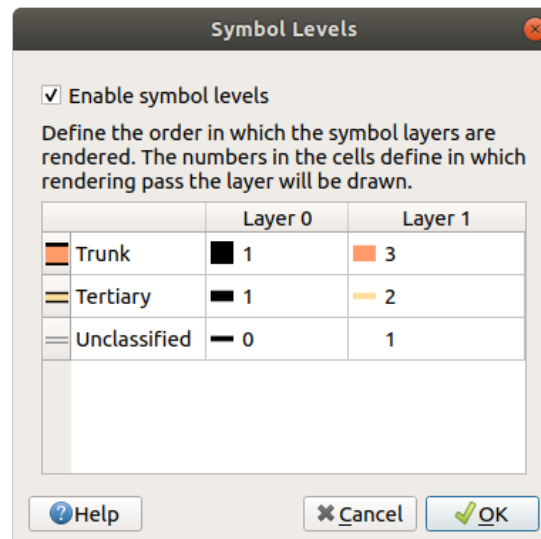 Symbol Levels
Enable symbol levels
Define the order in which the symbol layers are
rendered. The numbers in the cells define in which
rendering pass the layer will be drawn.
Layer 0 Layer 1
Trunk 1 3
Tertiary 1 2
Unclassified 0 1
Help Cancel OK